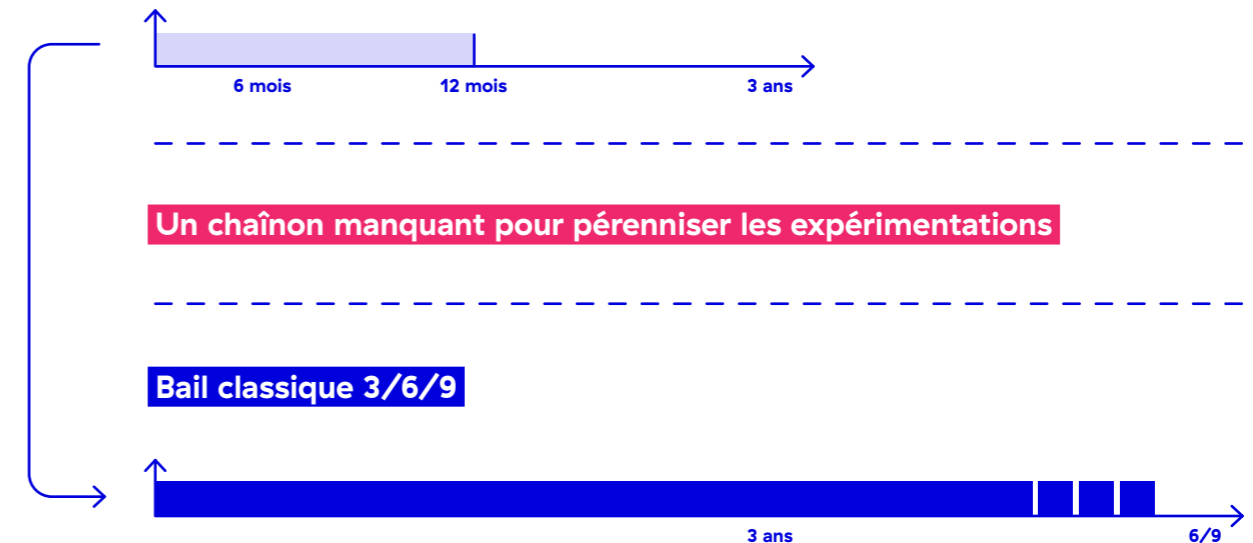 6 mois 12 mois 3 ans
Un chaînon manquant pour pérenniser les expérimentations
Bail classique 3/6/9
3 ans 6/9